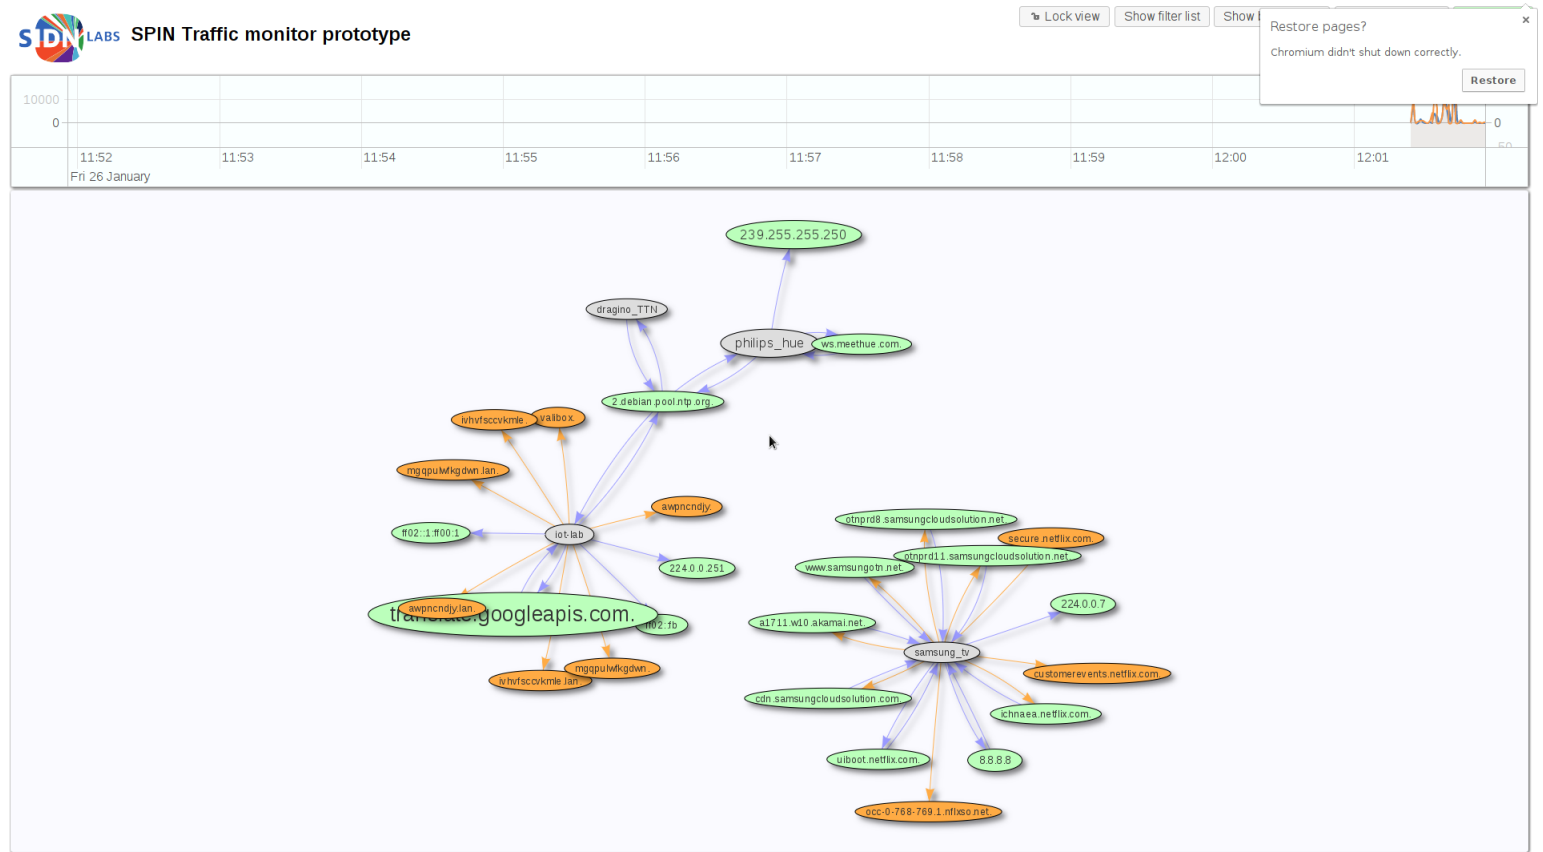 SIDN LABS
SPIN Traffic monitor prototype
Lock view
Show filter list
Show
Restore pages?
Chromium didn't shut down correctly.
Restore
10000
0
0
11:52
11:53
11:54
11:55
11:56
11:57
11:58
11:59
12:00
12:01
Fri 26 January
239.255.255.250
dragino_TTN
philips_hue
ws.meethue.com.
2.debian.pool.ntp.org.
ivhvfsccvkmle.
valibox.
mgqpulwfkgdwn.lan.
awpncndjy.
ff02::1:ff00:1
iot-lab
224.0.0.251
awpncndjy.lan.
translate.googleapis.com.
ff02::fb
ivhvfsccvkmle.lan.
mgqpulwfkgdwn.
otnprd8.samsungcloudsolution.net.
secure.netflix.com.
otnprd11.samsungcloudsolution.net.
www.samsungotn.net.
224.0.0.7
a1711.w10.akamai.net.
samsung_tv
customerevents.netflix.com.
cdn.samsungcloudsolution.com.
ichnaea.netflix.com.
uiboot.netflix.com.
8.8.8.8
occ-0-768-769.1.nflxso.net.